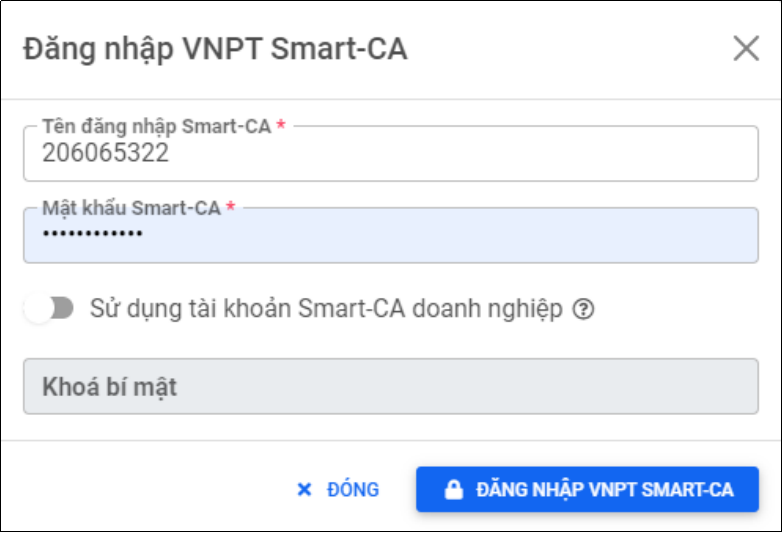 Đăng nhập VNPT Smart-CA
Tên đăng nhập Smart-CA *
206065322
Mật khẩu Smart-CA *
••••••••••••
Sử dụng tài khoản Smart-CA doanh nghiệp
Khoá bí mật
ĐÓNG
ĐĂNG NHẬP VNPT SMART-CA